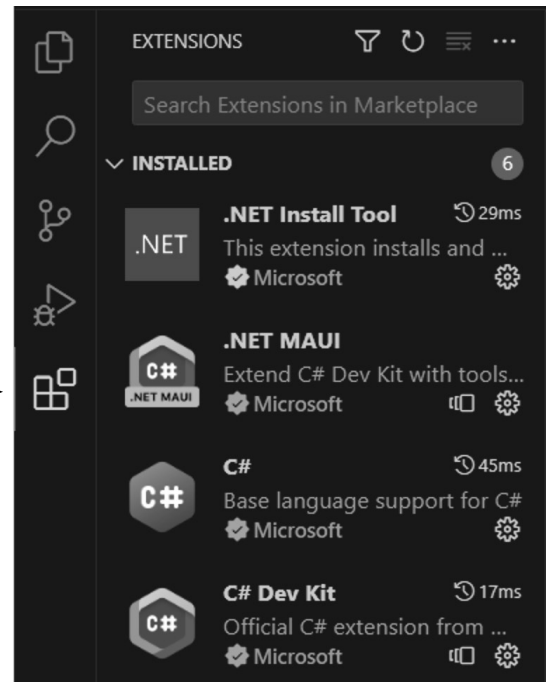 EXTENSIONS
Search Extensions in Marketplace
INSTALLED 6
.NET Install Tool 29ms
.NET
This extension installs and ...
Microsoft
.NET MAUI
C#
.NET MAUI
Extend C# Dev Kit with tools...
Microsoft
C# 45ms
C#
Base language support for C#
Microsoft
C# Dev Kit 17ms
C#
Official C# extension from ...
Microsoft